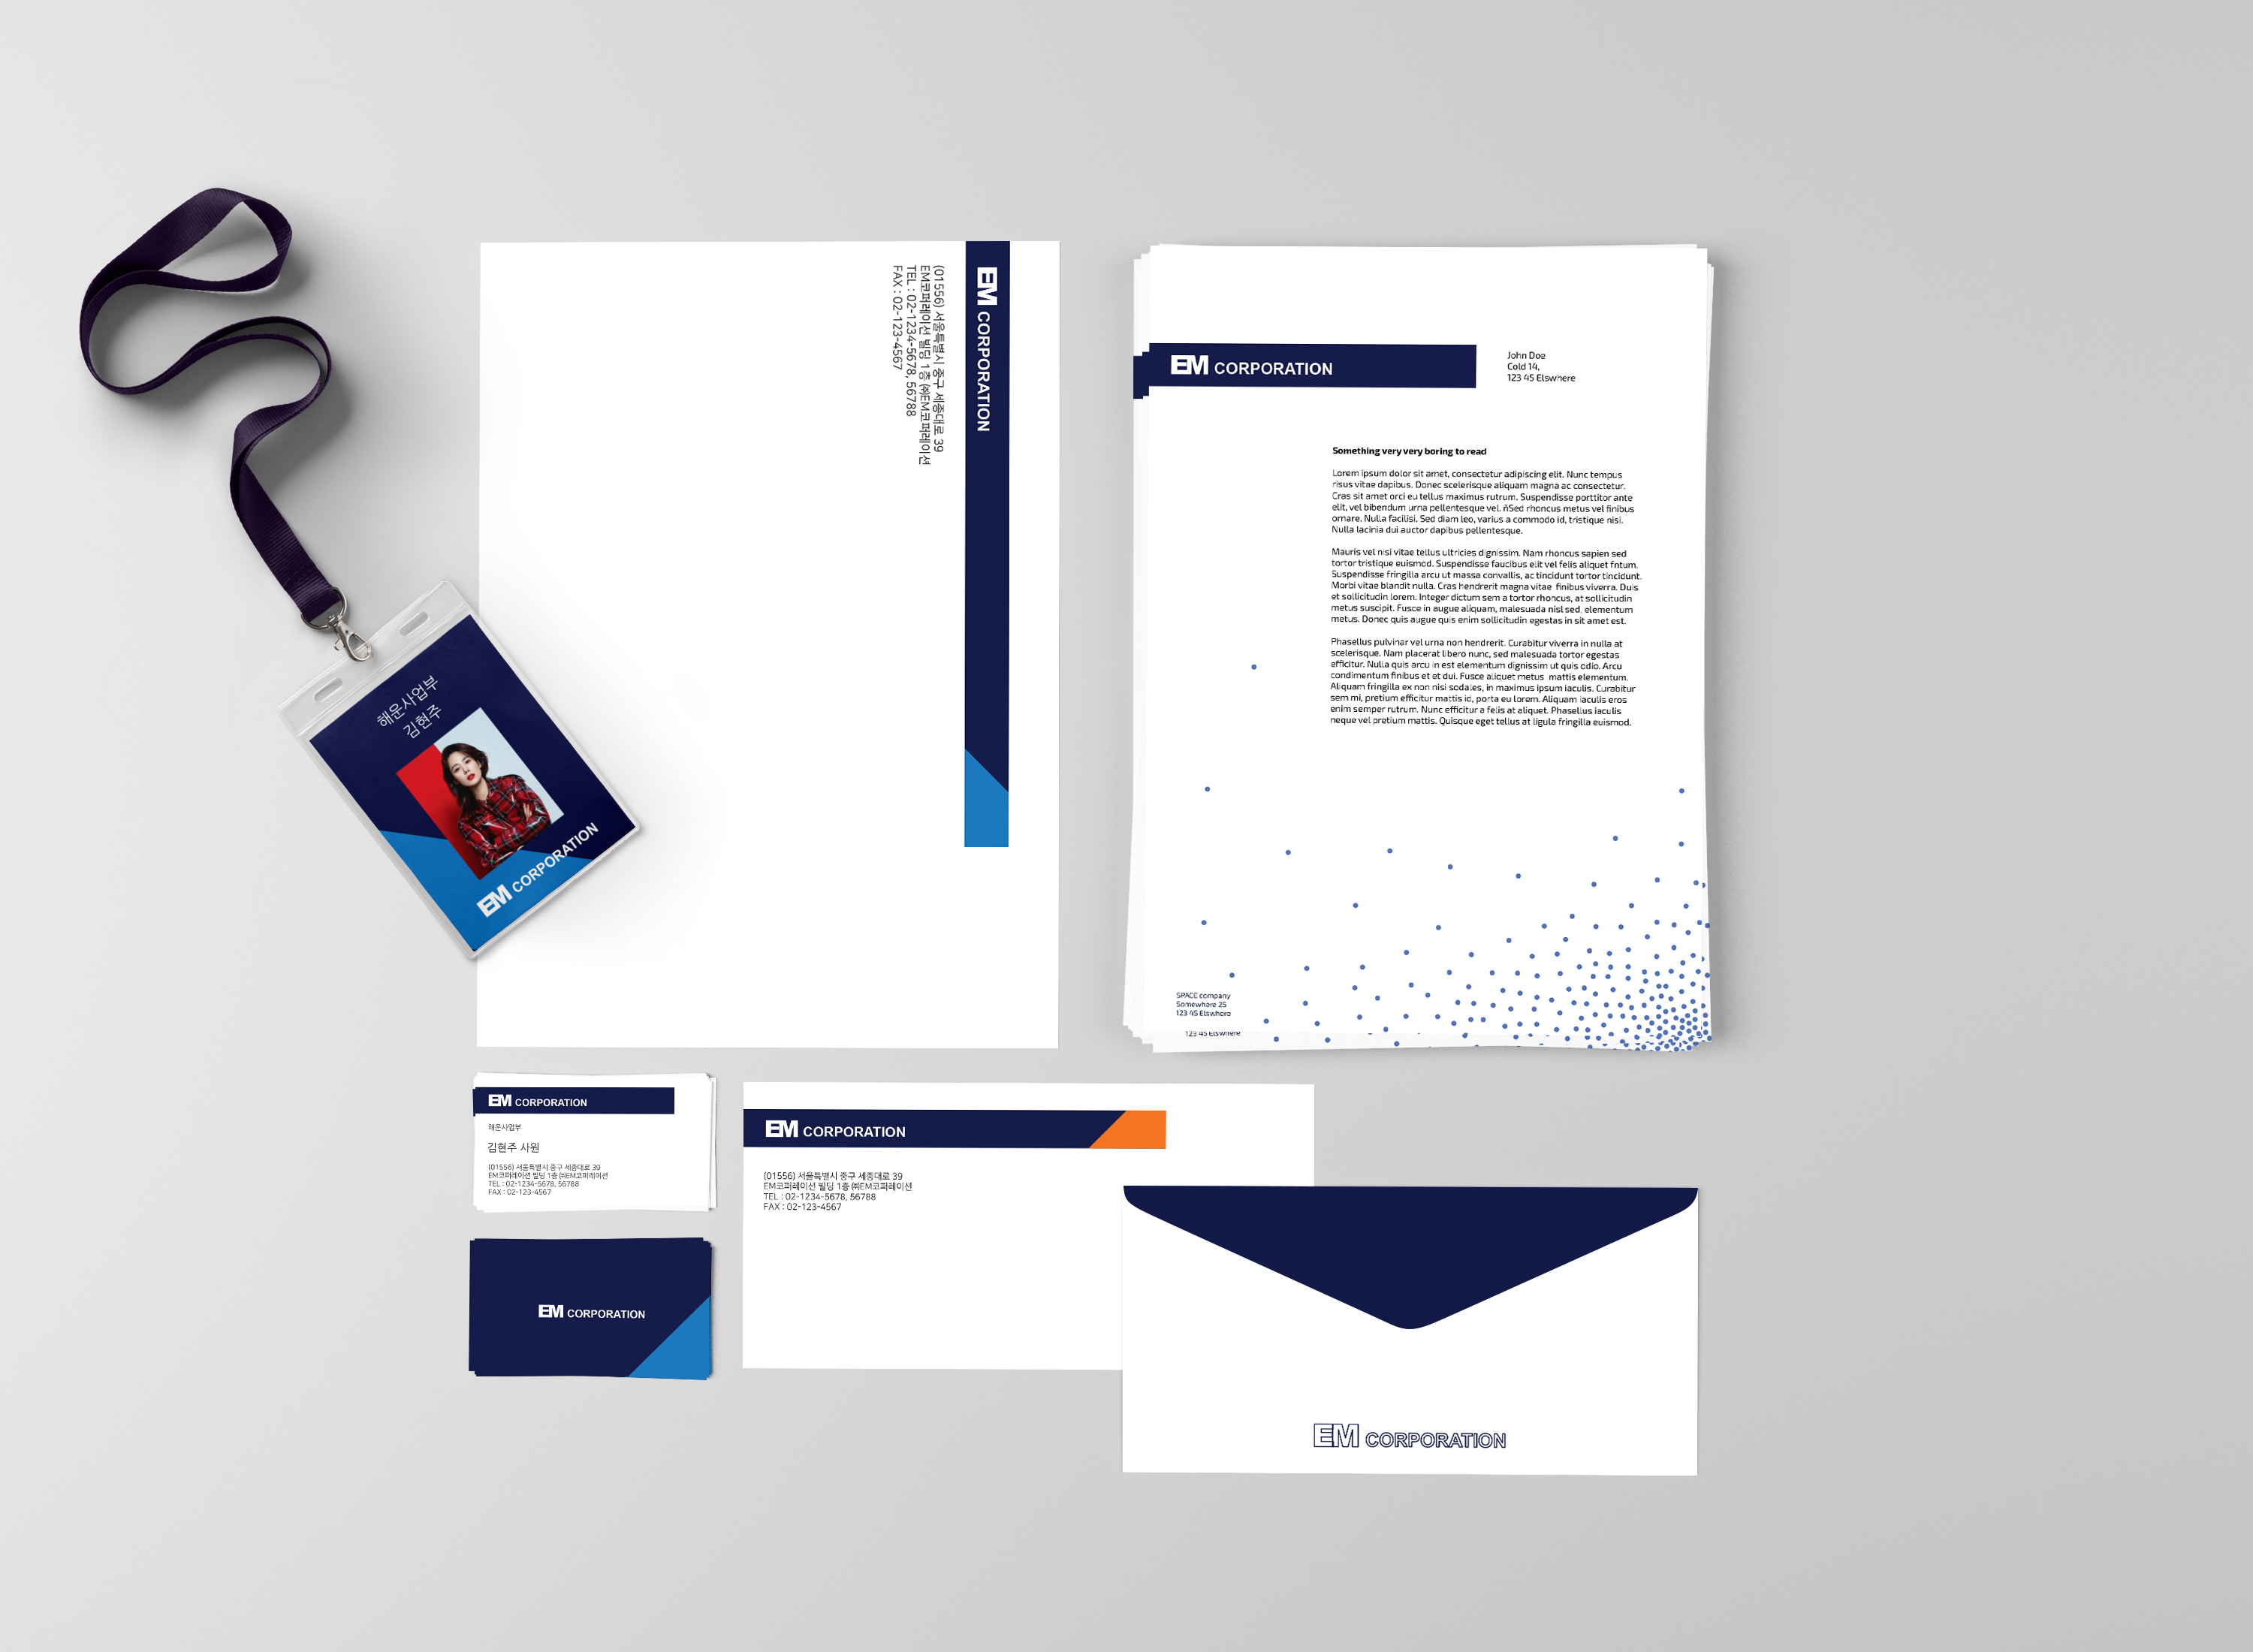 EM CORPORATION
(01556) 서울특별시 중구 세종대로 39
EM코퍼레이션 빌딩 1층 ㈜EM코퍼레이션
TEL : 02-1234-5678, 56788
FAX : 02-123-4567
EM CORPORATION
John Doe
Cold 14,
123 45 Elswhere
Something very very boring to read
Lorem ipsum dolor sit amet, consectetur adipiscing elit. Nunc tempus
risus vitae dapibus. Donec scelerisque aliquam magna ac consectetur.
Cras sit amet orci eu tellus maximus rutrum. Suspendisse porttitor ante
elit, vel bibendum urna pellentesque vel. ñSed rhoncus metus vel finibus
ornare. Nulla facilisi. Sed diam leo, varius a commodo id, tristique nisi.
Nulla lacinia dui auctor dapibus pellentesque.
Mauris vel nisi vitae tellus ultricies dignissim. Nam rhoncus sapien sed
tortor tristique euismod. Suspendisse faucibus elit vel felis aliquet fntum.
Suspendisse fringilla arcu ut massa convallis, ac tincidunt tortor tincidunt.
Morbi vitae blandit nulla. Cras hendrerit magna vitae finibus viverra. Duis
et sollicitudin lorem. Integer dictum sem a tortor rhoncus, at sollicitudin
metus suscipit. Fusce in augue aliquam, malesuada nisl sed, elementum
metus. Donec quis augue quis enim sollicitudin egestas in sit amet est.
Phasellus pulvinar vel urna non hendrerit. Curabitur viverra in nulla at
scelerisque. Nam placerat libero nunc, sed malesuada tortor egestas
efficitur. Nulla quis arcu in est elementum dignissim ut quis odio. Arcu
condimentum finibus et et dui. Fusce aliquet metus mattis elementum.
Aliquam fringilla ex non nisi sodales, in maximus ipsum iaculis. Curabitur
sem mi, pretium efficitur mattis id, porta eu lorem. Aliquam iaculis eros
enim semper rutrum. Nunc efficitur a felis at aliquet. Phasellus iaculis
neque vel pretium mattis. Quisque eget tellus at ligula fringilla euismod.
SPACE company
Somewhere 25
123 45 Elswhere
123 45 Elswhere
해운사업부
김현주
EM CORPORATION
EM CORPORATION
해운사업부
김현주 사원
(01556) 서울특별시 중구 세종대로 39
EM코퍼레이션 빌딩 1층 ㈜EM코퍼레이션
TEL : 02-1234-5678, 56788
FAX : 02-123-4567
EM CORPORATION
EM CORPORATION
(01556) 서울특별시 중구 세종대로 39
EM코퍼레이션 빌딩 1층 ㈜EM코퍼레이션
TEL : 02-1234-5678, 56788
FAX : 02-123-4567
EM CORPORATION